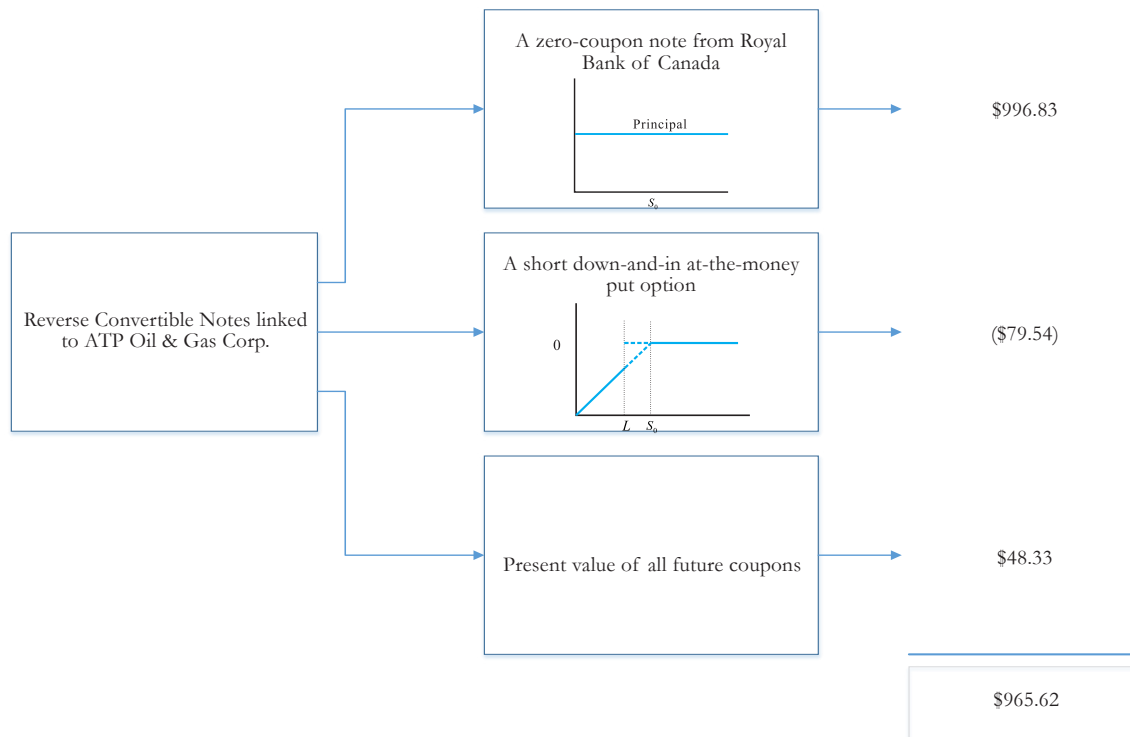 A zero-coupon note from Royal
Bank of Canada
Principal
S₀
$996.83
Reverse Convertible Notes linked
to ATP Oil & Gas Corp.
A short down-and-in at-the-money
put option
0
L S₀
($79.54)
Present value of all future coupons
$48.33
$965.62